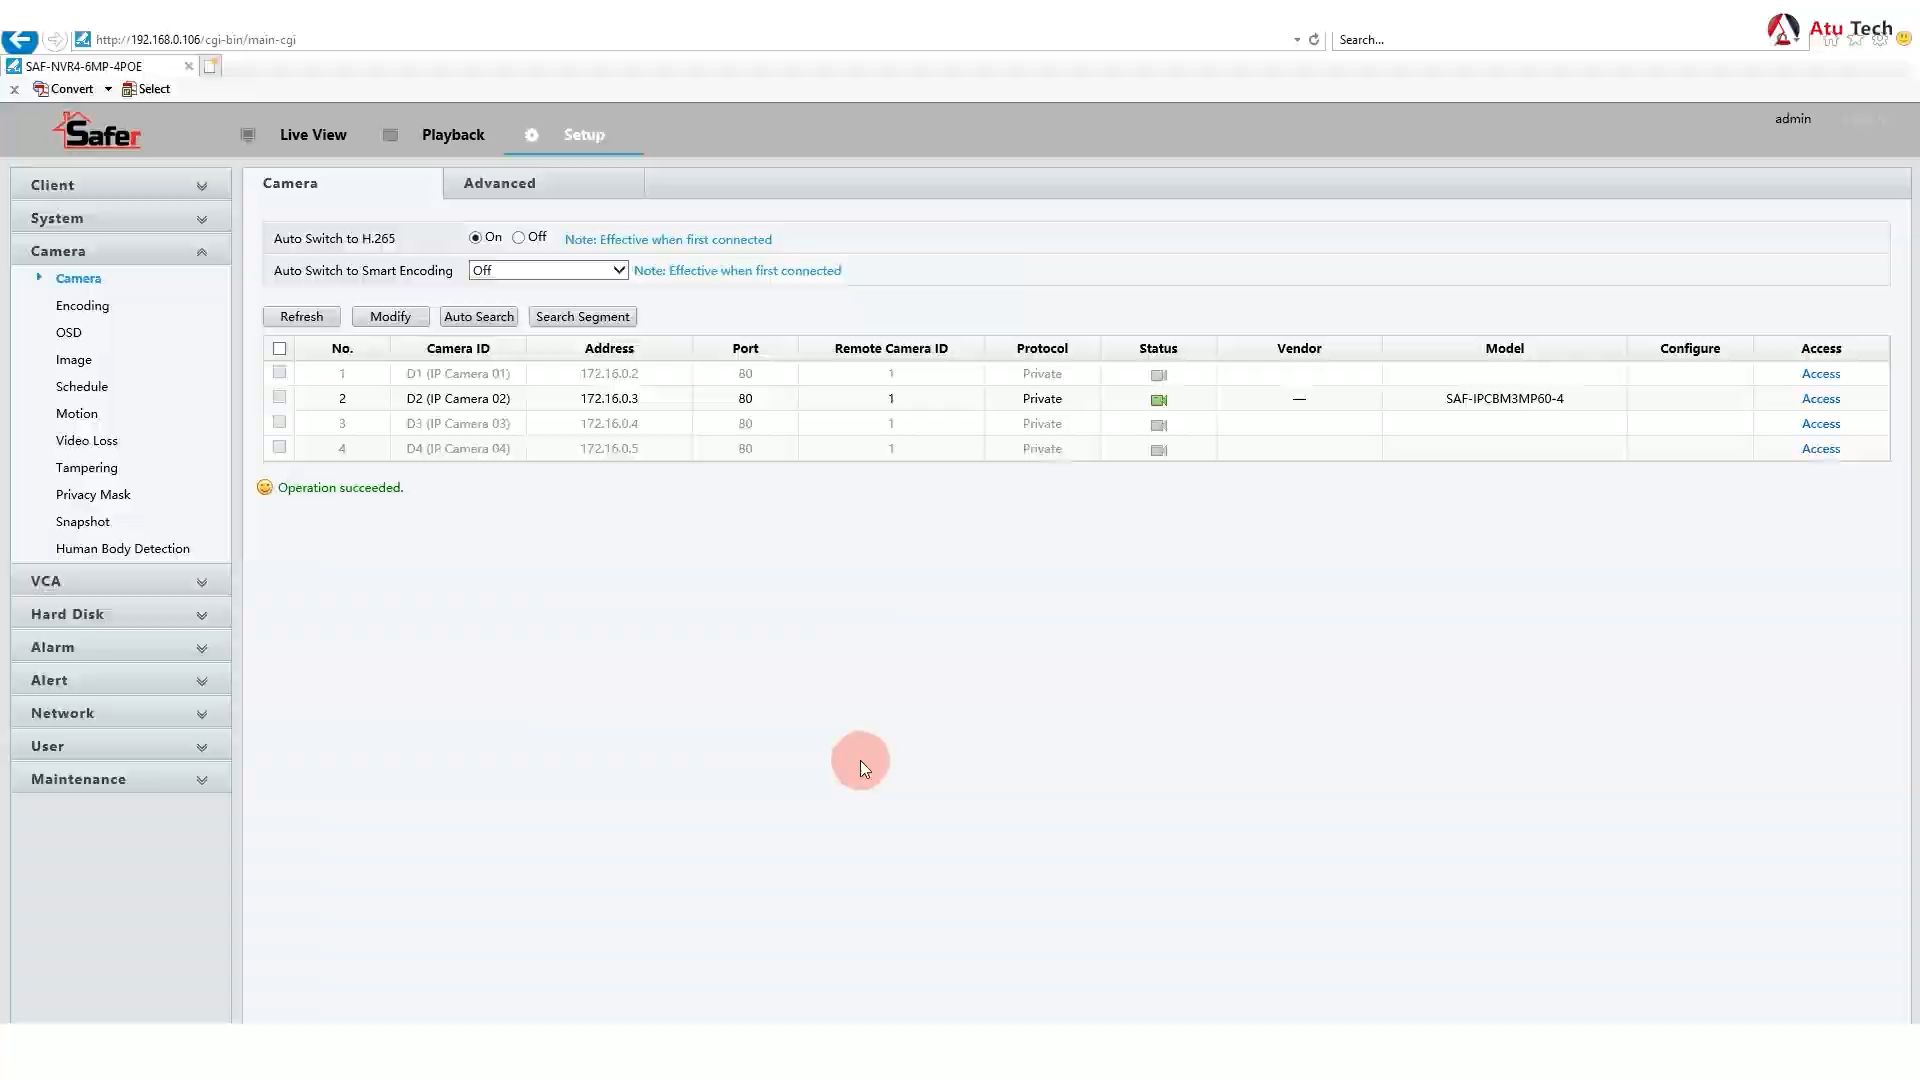 Atu Tech
http://192.168.0.106/cgi-bin/main-cgi
Search...
SAF-NVR4-6MP-4POE
Convert
Select
Safer
Live View
Playback
Setup
admin
Client
System
Camera
Camera
Encoding
OSD
Image
Schedule
Motion
Video Loss
Tampering
Privacy Mask
Snapshot
Human Body Detection
VCA
Hard Disk
Alarm
Alert
Network
User
Maintenance
Camera
Advanced
Auto Switch to H.265 On Off Note: Effective when first connected
Auto Switch to Smart Encoding Off Note: Effective when first connected
Refresh Modify Auto Search Search Segment
No. Camera ID Address Port Remote Camera ID Protocol Status Vendor Model Configure Access
1 D1 (IP Camera 01) 172.16.0.2 80 1 Private Access
2 D2 (IP Camera 02) 172.16.0.3 80 1 Private — SAF-IPCBM3MP60-4 Access
3 D3 (IP Camera 03) 172.16.0.4 80 1 Private Access
4 D4 (IP Camera 04) 172.16.0.5 80 1 Private Access
Operation succeeded.